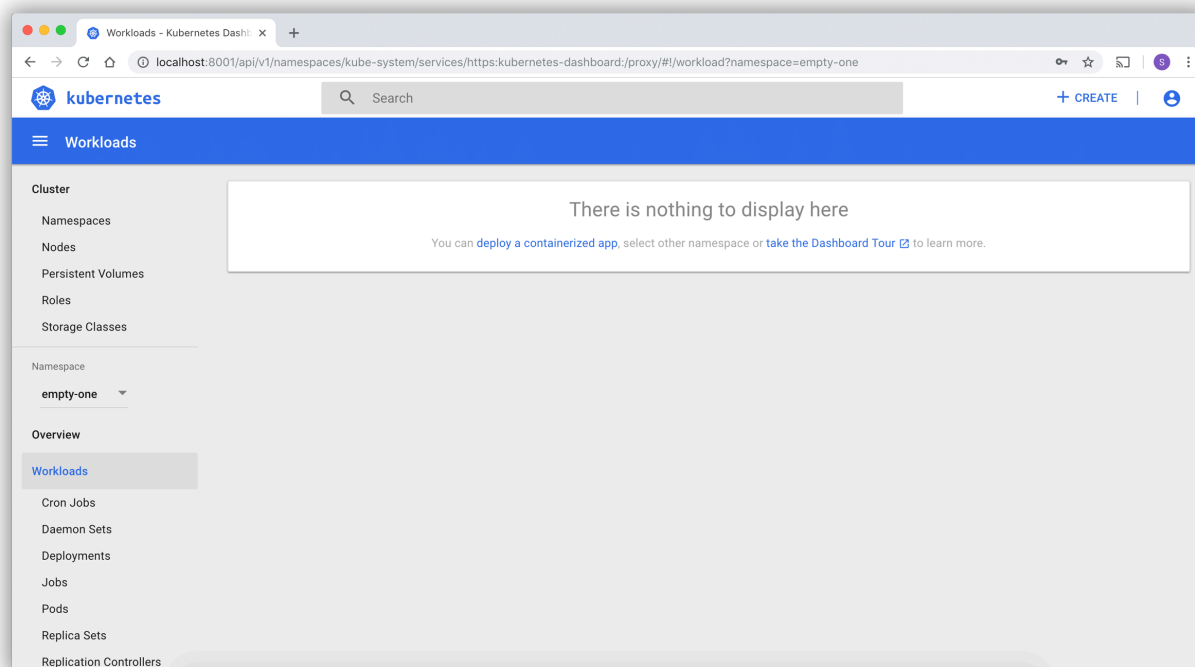 Workloads - Kubernetes Dashb
localhost:8001/api/v1/namespaces/kube-system/services/https:kubernetes-dashboard:/proxy/#!/workload?namespace=empty-one
S
kubernetes
Search
+ CREATE
Workloads
Cluster
Namespaces
Nodes
Persistent Volumes
Roles
Storage Classes
Namespace
empty-one
Overview
Workloads
Cron Jobs
Daemon Sets
Deployments
Jobs
Pods
Replica Sets
Replication Controllers
There is nothing to display here
You can deploy a containerized app, select other namespace or take the Dashboard Tour to learn more.